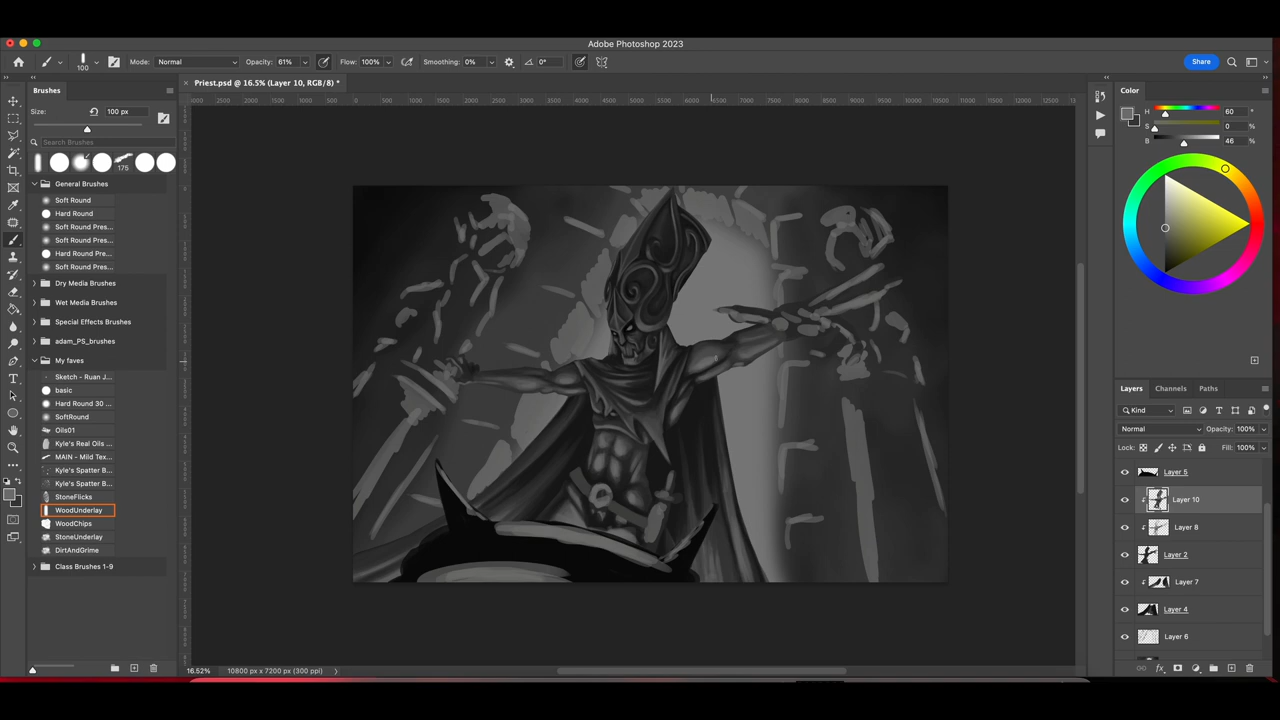 Adobe Photoshop 2023
100
Mode: Normal
Opacity: 61%
Flow: 100%
Smoothing: 0%
0°
Share
Brushes
Priest.psd @ 16.5% (Layer 10, RGB/8) *
Color
Size: 100 px
Search Brushes
175
General Brushes
Soft Round
Hard Round
Soft Round Pres...
Soft Round Pres...
Hard Round Pre...
Soft Round Pres...
Dry Media Brushes
Wet Media Brushes
Special Effects Brushes
adam_PS_brushes
My faves
Sketch - Ruan J...
basic
Hard Round 30 ...
SoftRound
Oils01
Kyle's Real Oils ...
MAIN - Mild Tex...
Kyle's Spatter B...
Kyle's Spatter B...
StoneFlicks
WoodUnderlay
WoodChips
StoneUnderlay
DirtAndGrime
Class Brushes 1-9
H 60 °
S 0 %
B 46 %
Layers Channels Paths
Kind
Normal Opacity: 100%
Lock: Fill: 100%
Layer 5
Layer 10
Layer 8
Layer 2
Layer 7
Layer 4
Layer 6
fx
16.52% 10800 px x 7200 px (300 ppi)